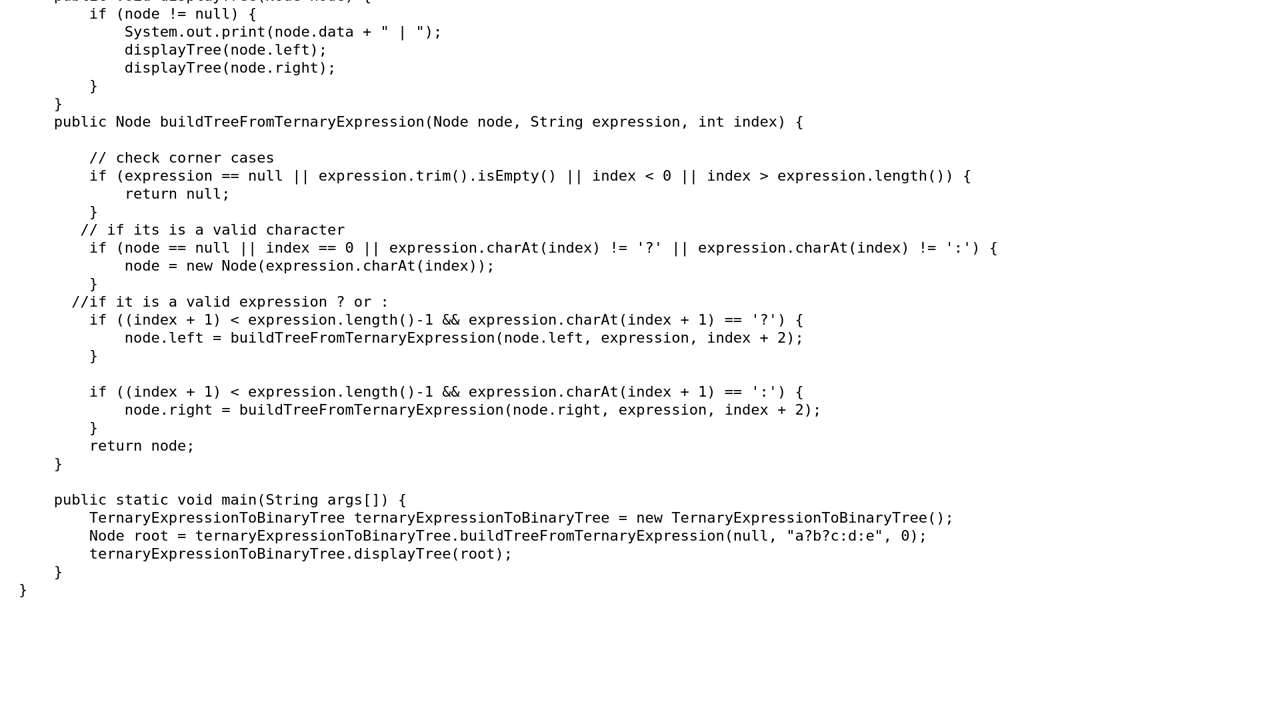 public void displayTree(Node node) {
if (node != null) {
System.out.print(node.data + " | ");
displayTree(node.left);
displayTree(node.right);
}
}
public Node buildTreeFromTernaryExpression(Node node, String expression, int index) {
// check corner cases
if (expression == null || expression.trim().isEmpty() || index < 0 || index > expression.length()) {
return null;
}
// if its is a valid character
if (node == null || index == 0 || expression.charAt(index) != '?' || expression.charAt(index) != ':') {
node = new Node(expression.charAt(index));
}
//if it is a valid expression ? or :
if ((index + 1) < expression.length()-1 && expression.charAt(index + 1) == '?') {
node.left = buildTreeFromTernaryExpression(node.left, expression, index + 2);
}
if ((index + 1) < expression.length()-1 && expression.charAt(index + 1) == ':') {
node.right = buildTreeFromTernaryExpression(node.right, expression, index + 2);
}
return node;
}
public static void main(String args[]) {
TernaryExpressionToBinaryTree ternaryExpressionToBinaryTree = new TernaryExpressionToBinaryTree();
Node root = ternaryExpressionToBinaryTree.buildTreeFromTernaryExpression(null, "a?b?c:d:e", 0);
ternaryExpressionToBinaryTree.displayTree(root);
}
}